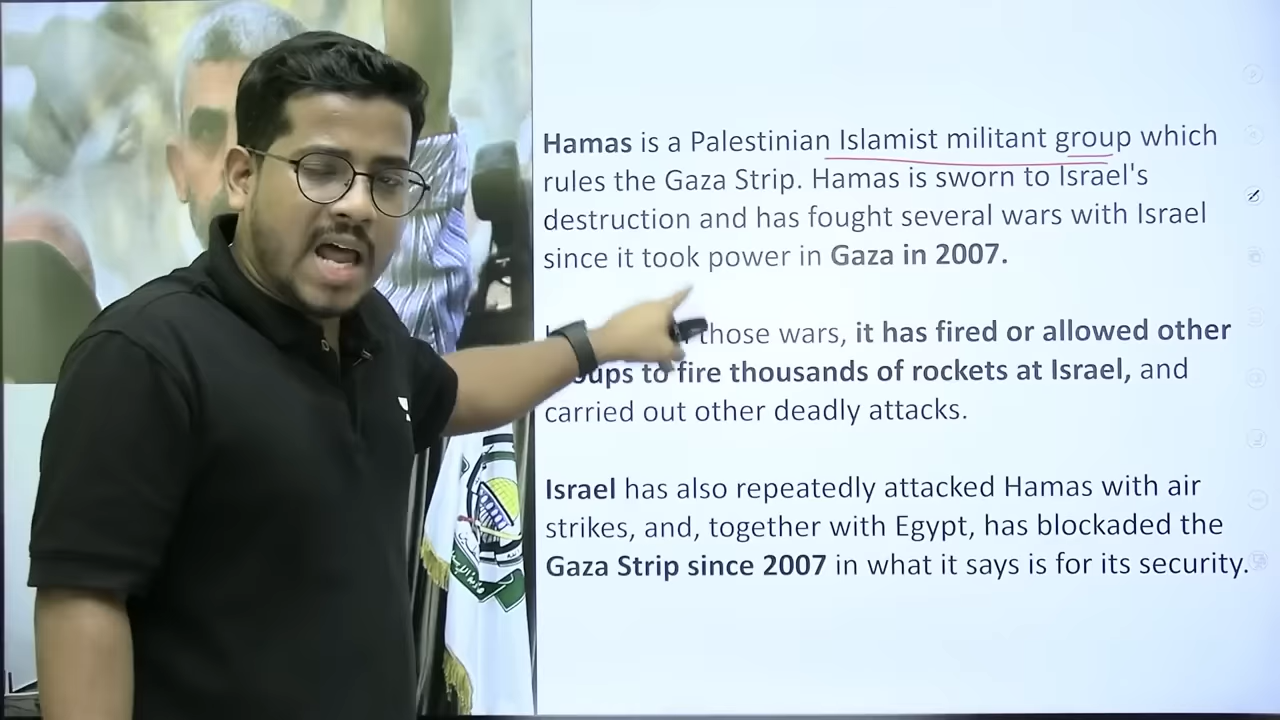 Hamas is a Palestinian Islamist militant group which
rules the Gaza Strip. Hamas is sworn to Israel's
destruction and has fought several wars with Israel
since it took power in Gaza in 2007.
those wars, it has fired or allowed other
to fire thousands of rockets at Israel, and
carried out other deadly attacks.
Israel has also repeatedly attacked Hamas with air
strikes, and, together with Egypt, has blockaded the
Gaza Strip since 2007 in what it says is for its security.